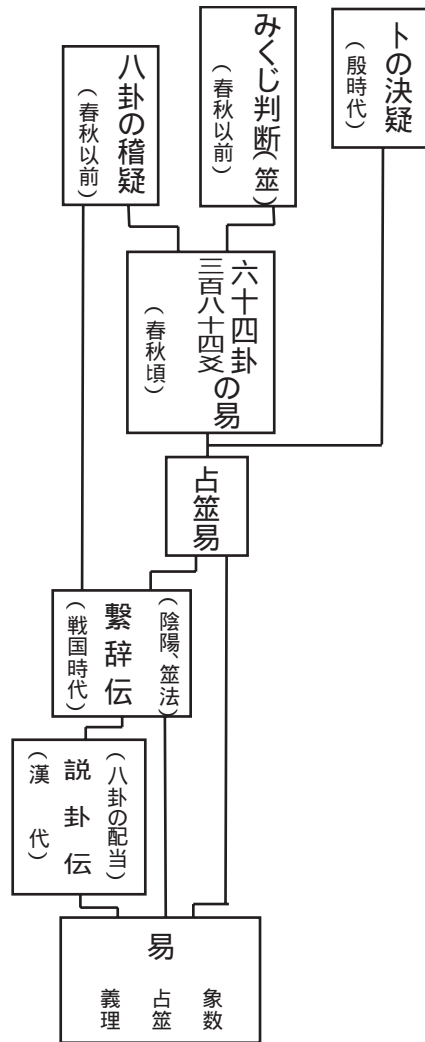 卜の決疑
(殷時代)
みくじ判断(筮)
(春秋以前)
八卦の稽疑
(春秋以前)
六十四卦
三百八十四爻
の易
(春秋頃)
占筮易
(陰陽、筮法)
繋辞伝
(戦国時代)
(八卦の配当)
説卦伝
(漢代)
易
象数
占筮
義理